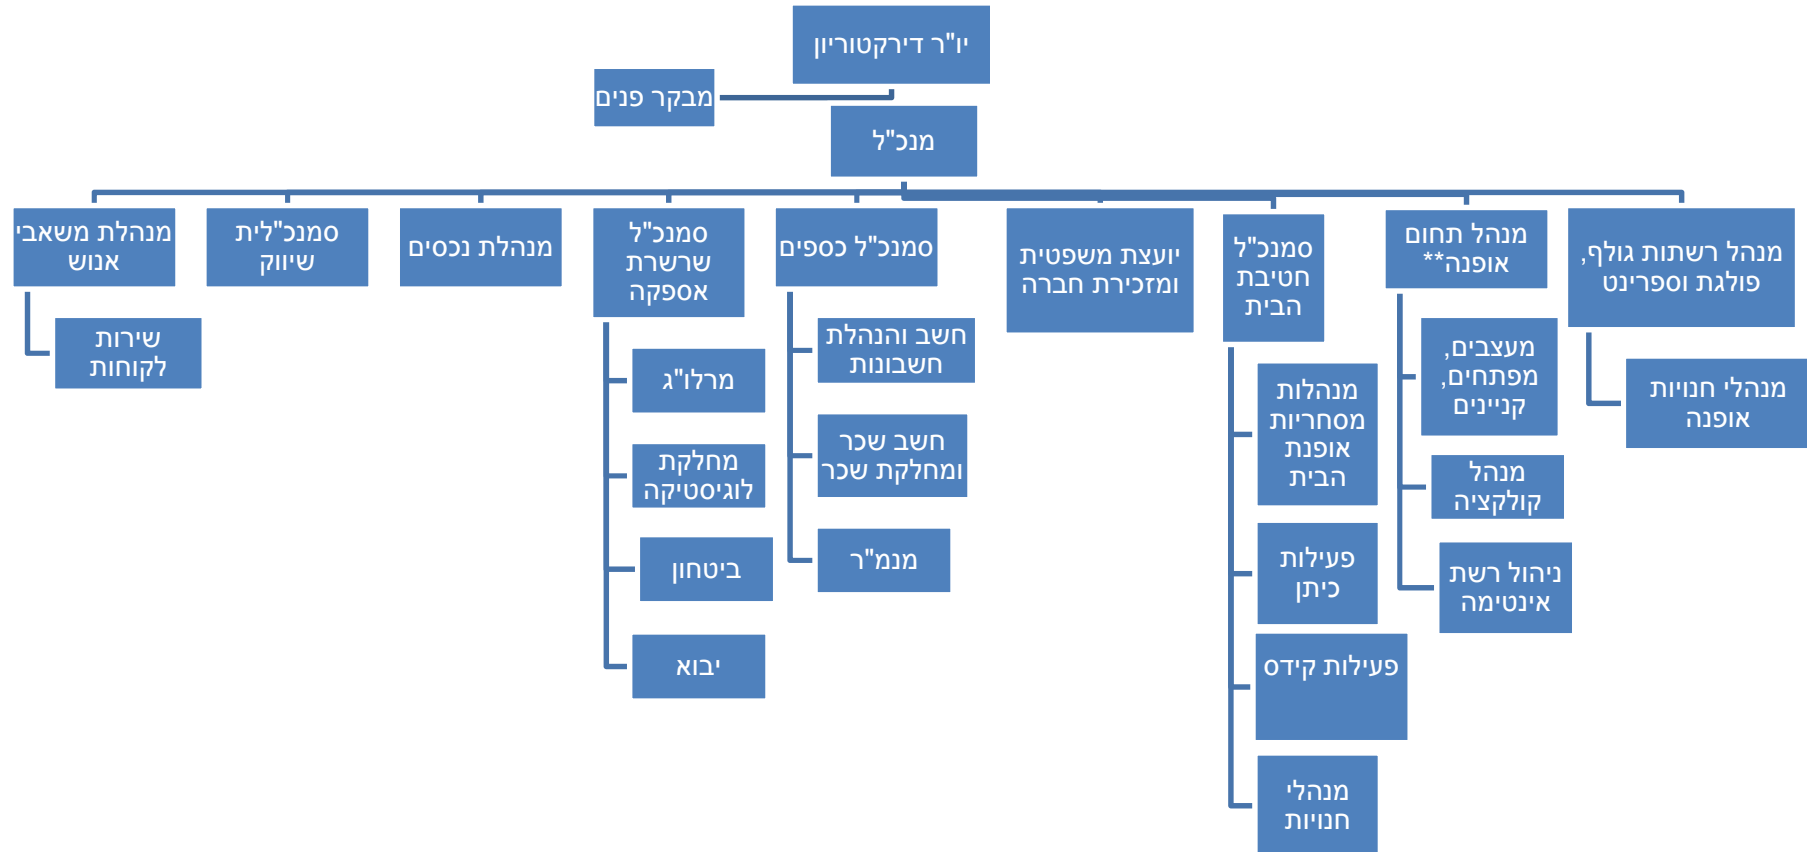 יו"ר דירקטוריון
מבקר פנים
מנכ"ל
מנהל רשתות גולף,
פולגת וספרינט
מנהלי חנויות
אופנה
מנהל תחום
אופנה**
מעצבים,
מפתחים,
קניינים
מנהל
קולקציה
ניהול רשת
אינטימה
סמנכ"ל
חטיבת
הבית
מנהלות
מסחריות
אופנת
הבית
פעילות
כיתן
פעילות קידס
מנהלי
חנויות
יועצת משפטית
ומזכירת חברה
סמנכ"ל כספים
חשב והנהלת
חשבונות
חשב שכר
ומחלקת שכר
מנמ"ר
סמנכ"ל
שרשרת
אספקה
מרלו"ג
מחלקת
לוגיסטיקה
ביטחון
יבוא
מנהלת נכסים
סמנכ"לית
שיווק
מנהלת משאבי
אנוש
שירות
לקוחות